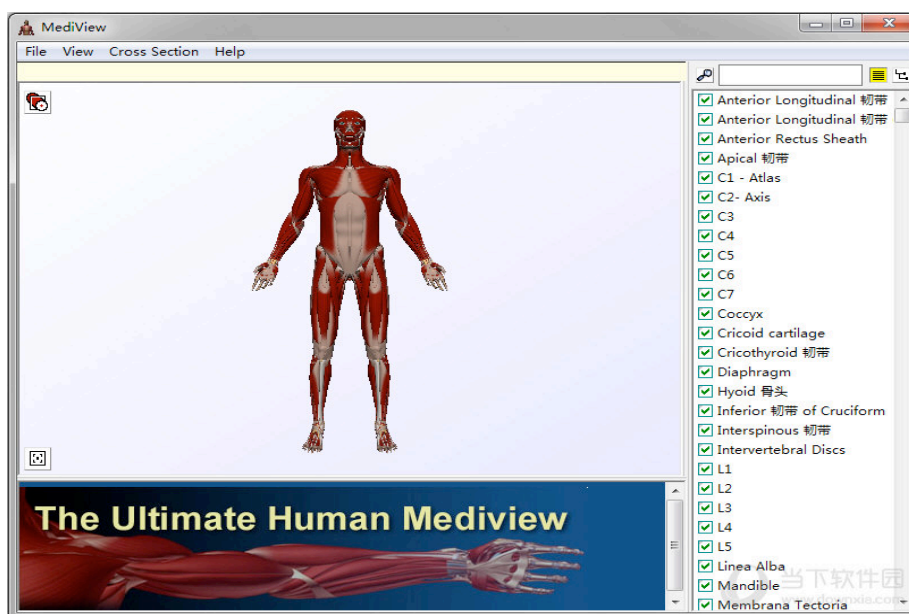 MediView
File View Cross Section Help
Anterior Longitudinal 韧带
Anterior Longitudinal 韧带
Anterior Rectus Sheath
Apical 韧带
C1 - Atlas
C2- Axis
C3
C4
C5
C6
C7
Coccyx
Cricoid cartilage
Cricothyroid 韧带
Diaphragm
Hyoid 骨头
Inferior 韧带 of Cruciform
Interspinous 韧带
Intervertebral Discs
L1
L2
L3
L4
L5
Linea Alba
Mandible
Membrana Tectoria
The Ultimate Human Mediview
当下软件园
www.downxia.com